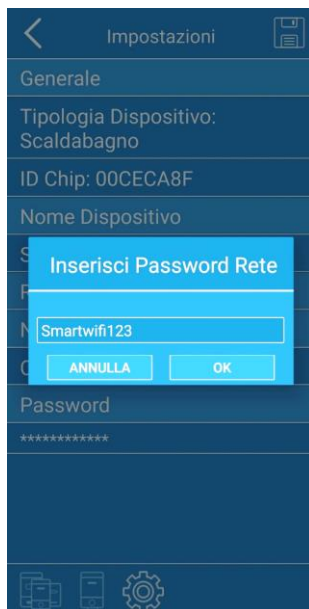 Impostazioni
Generale
Tipologia Dispositivo:
Scaldabagno
ID Chip: 00CECA8F
Nome Dispositivo
Inserisci Password Rete
Smartwifi123
ANNULLA OK
Password
************